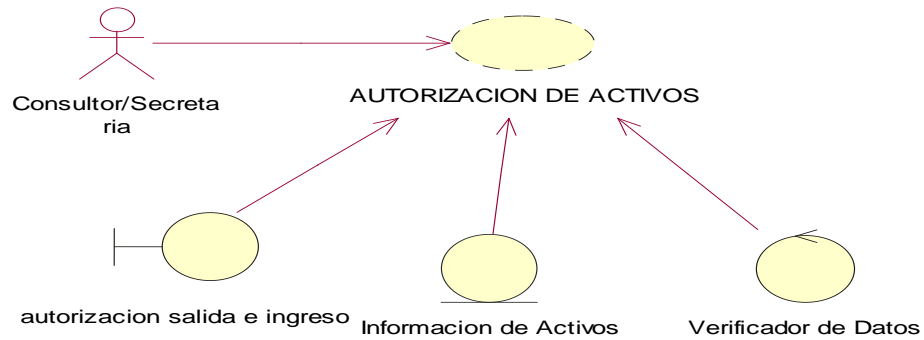 Consultor/Secreta
ria
AUTORIZACION DE ACTIVOS
autorizacion salida e ingreso
Informacion de Activos
Verificador de Datos